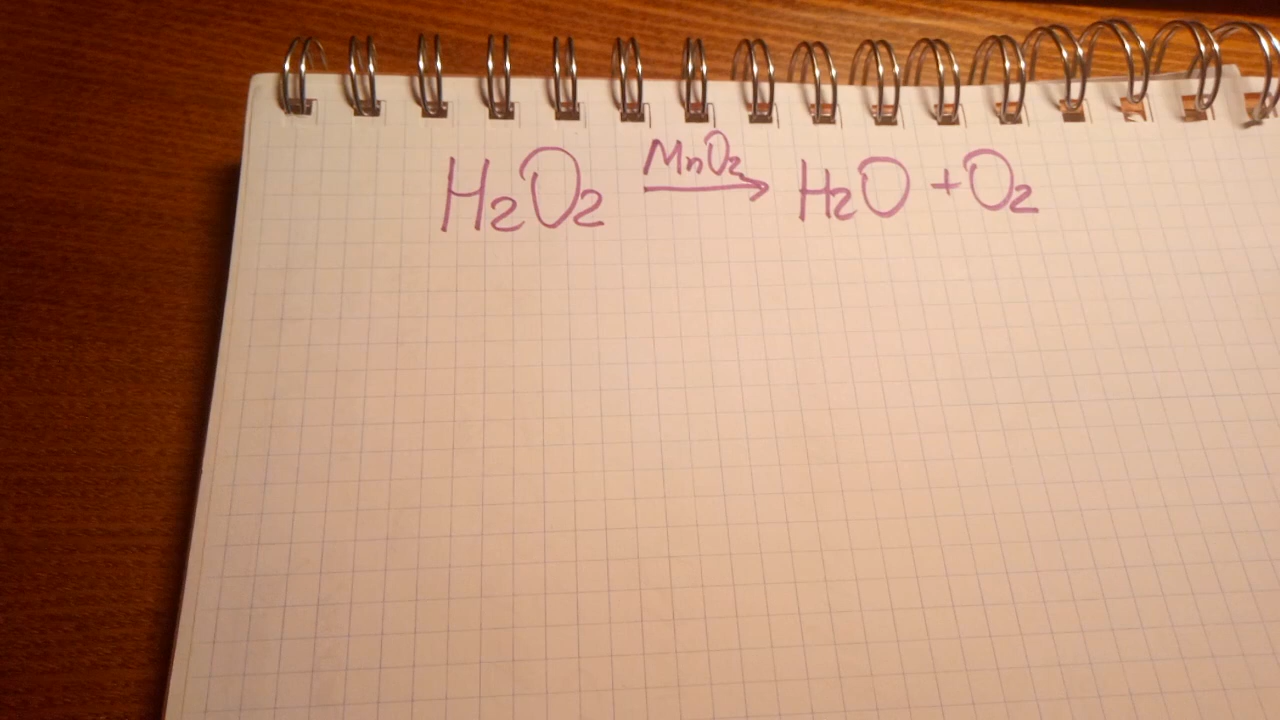 H₂O₂ MnO₂→ H₂O + O₂